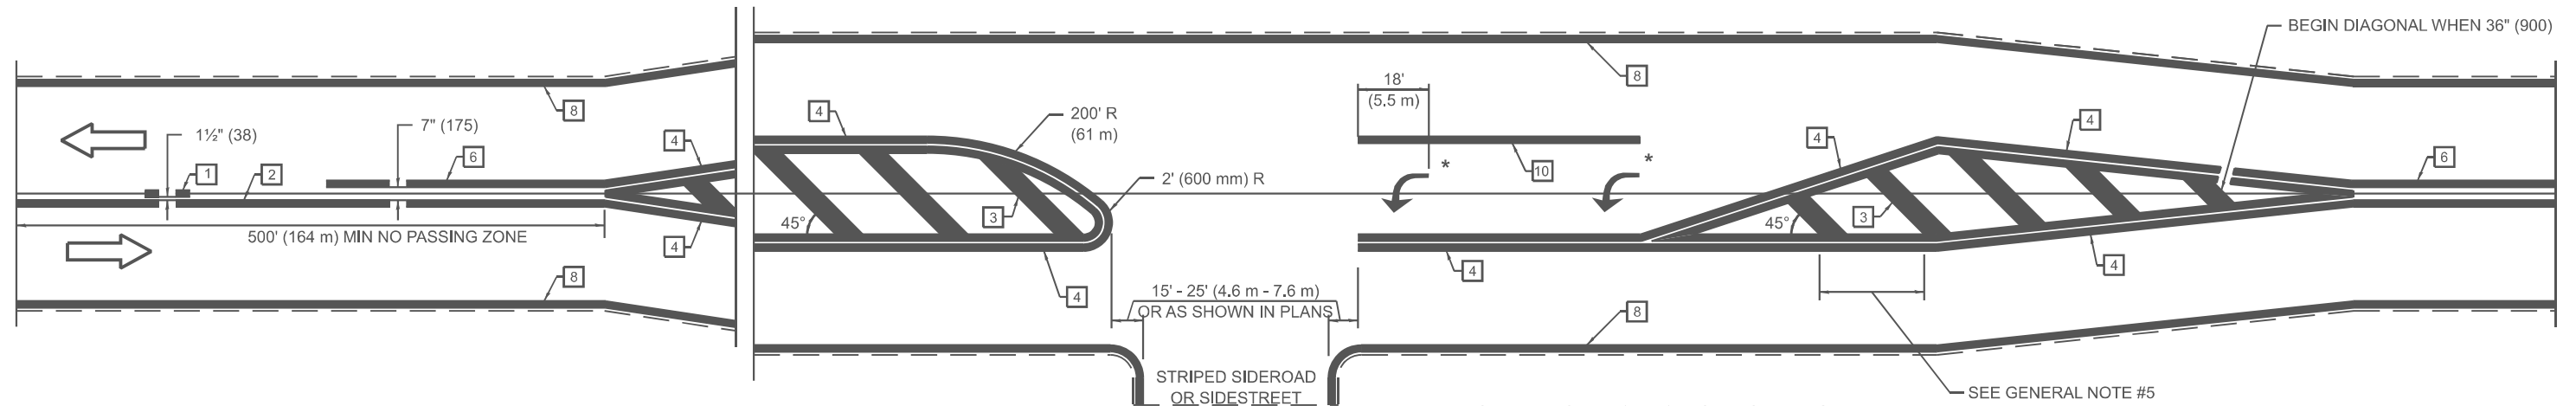 BEGIN DIAGONAL WHEN 36" (900)
8
18'
(5.5 m)
8
4
200' R
(61 m)
1½" (38)
7" (175)
4
4
4
6
6
1
2
10
*
*
2' (600 mm) R
3
45°
3
45°
500' (164 m) MIN NO PASSING ZONE
4
4
4
4
8
15' - 25' (4.6 m - 7.6 m)
OR AS SHOWN IN PLANS
8
STRIPED SIDEROAD
OR SIDESTREET
SEE GENERAL NOTE #5